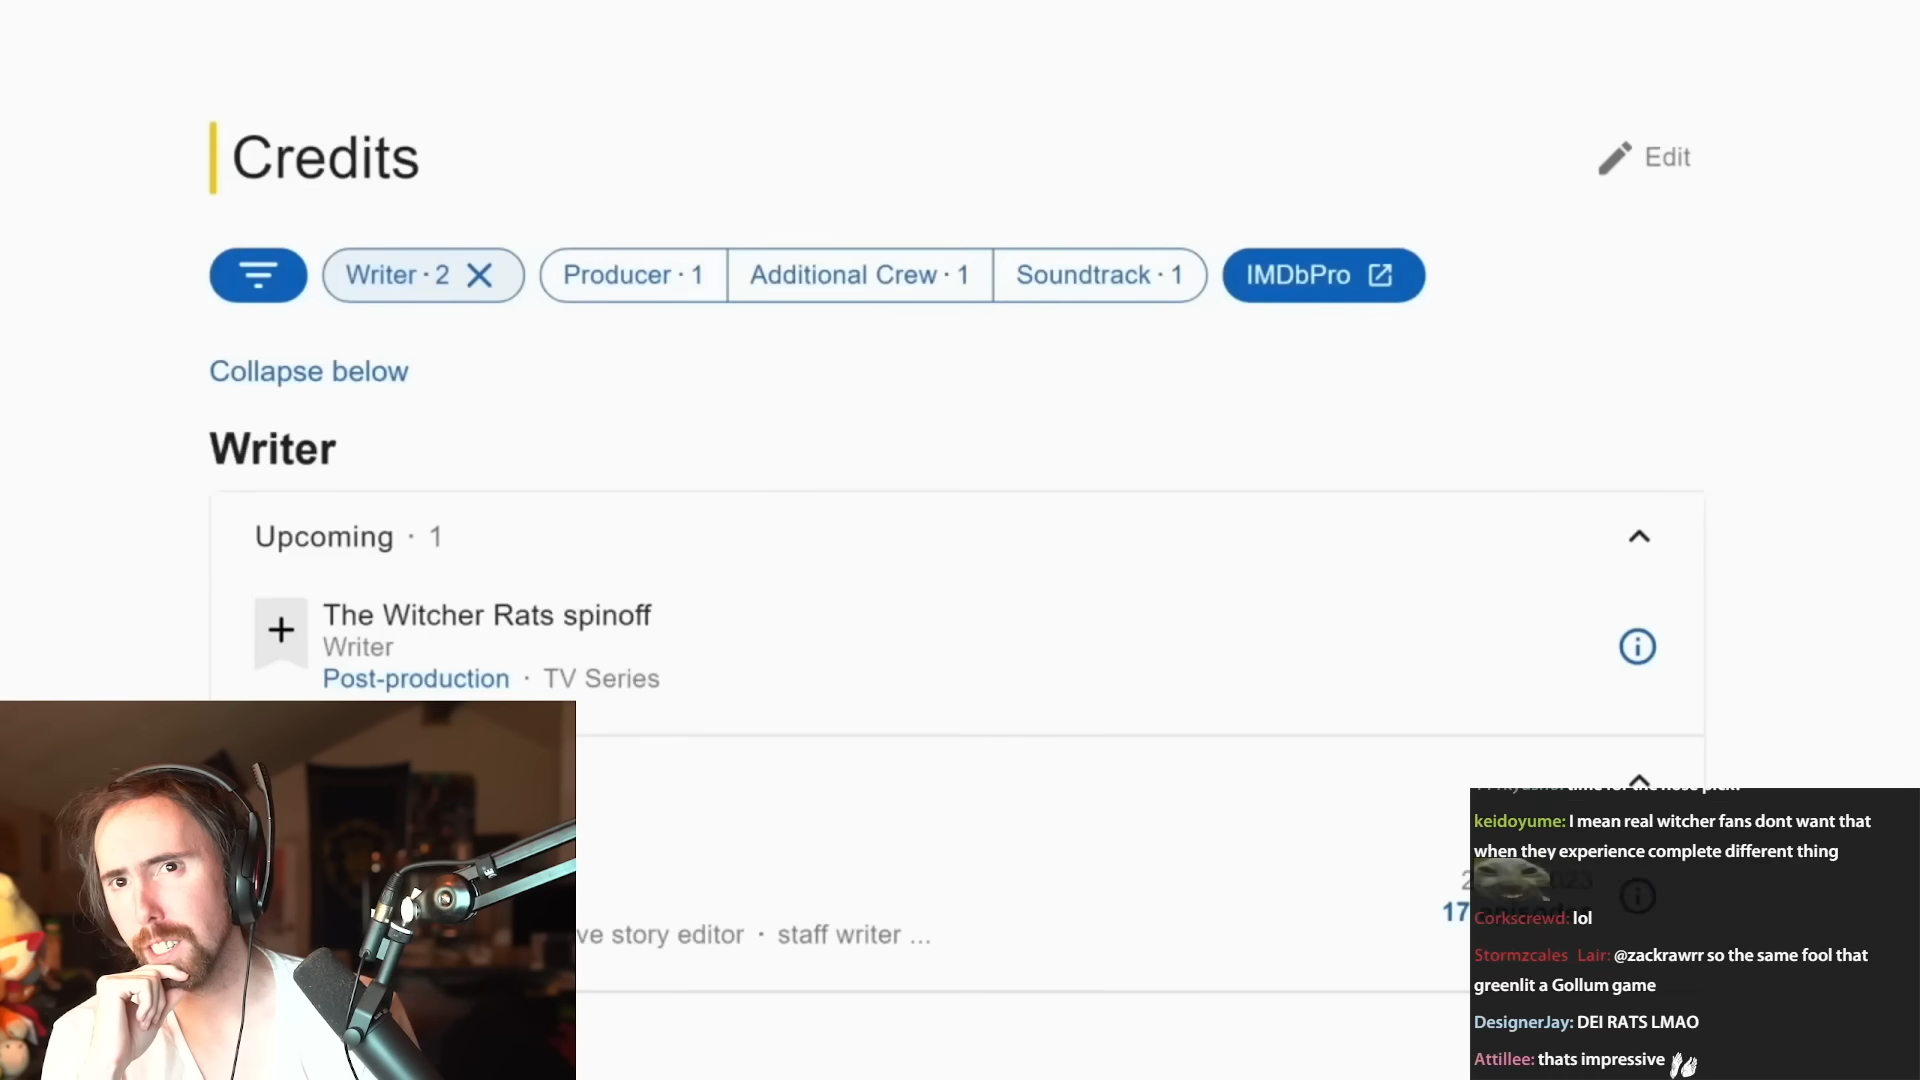 Credits
Edit
Writer · 2
Producer · 1
Additional Crew · 1
Soundtrack · 1
IMDbPro
Collapse below
Writer
Upcoming · 1
The Witcher Rats spinoff
Writer
Post-production · TV Series
ve story editor · staff writer ...
17
keidoyume: I mean real witcher fans dont want that
when they experience complete different thing
Corkscrewd: lol
Stormzcales_Lair: @zackrawrr so the same fool that
greenlit a Gollum game
DesignerJay: DEI RATS LMAO
Attillee: thats impressive